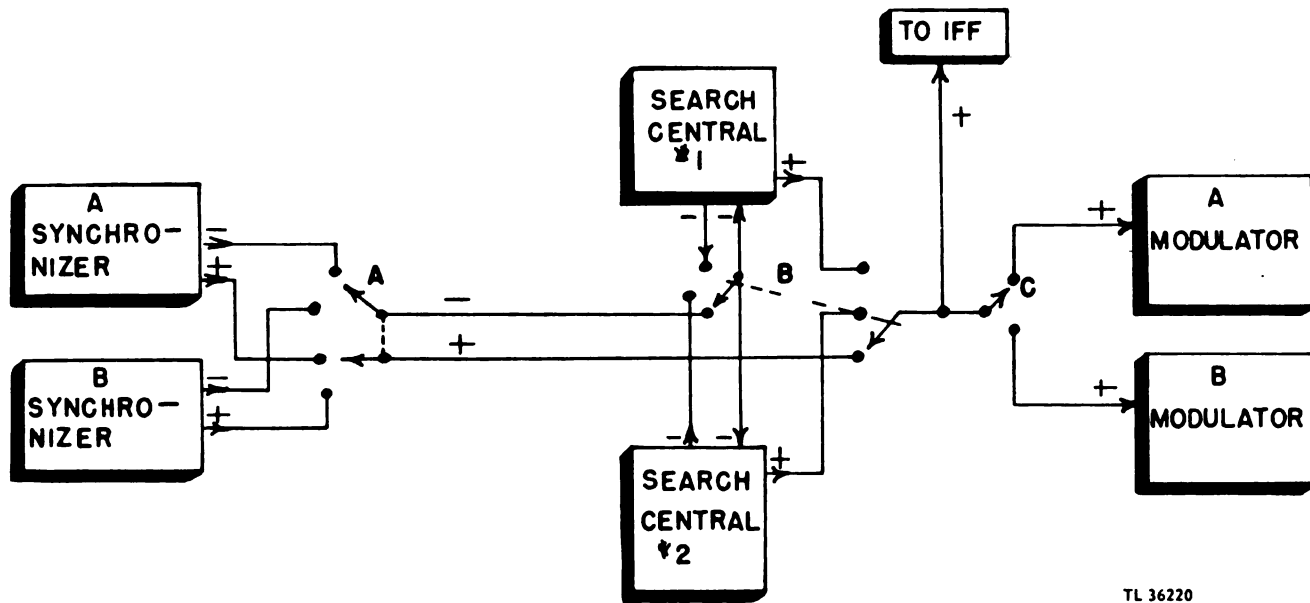 TO IFF
SEARCH
CENTRAL
#1
+
+
- -
A
SYNCHRO-
NIZER
-
+
A
-
+
B
C
+
A
MODULATOR
B
SYNCHRO-
NIZER
-
+
- -
+
SEARCH
CENTRAL
#2
+
B
MODULATOR
TL 36220